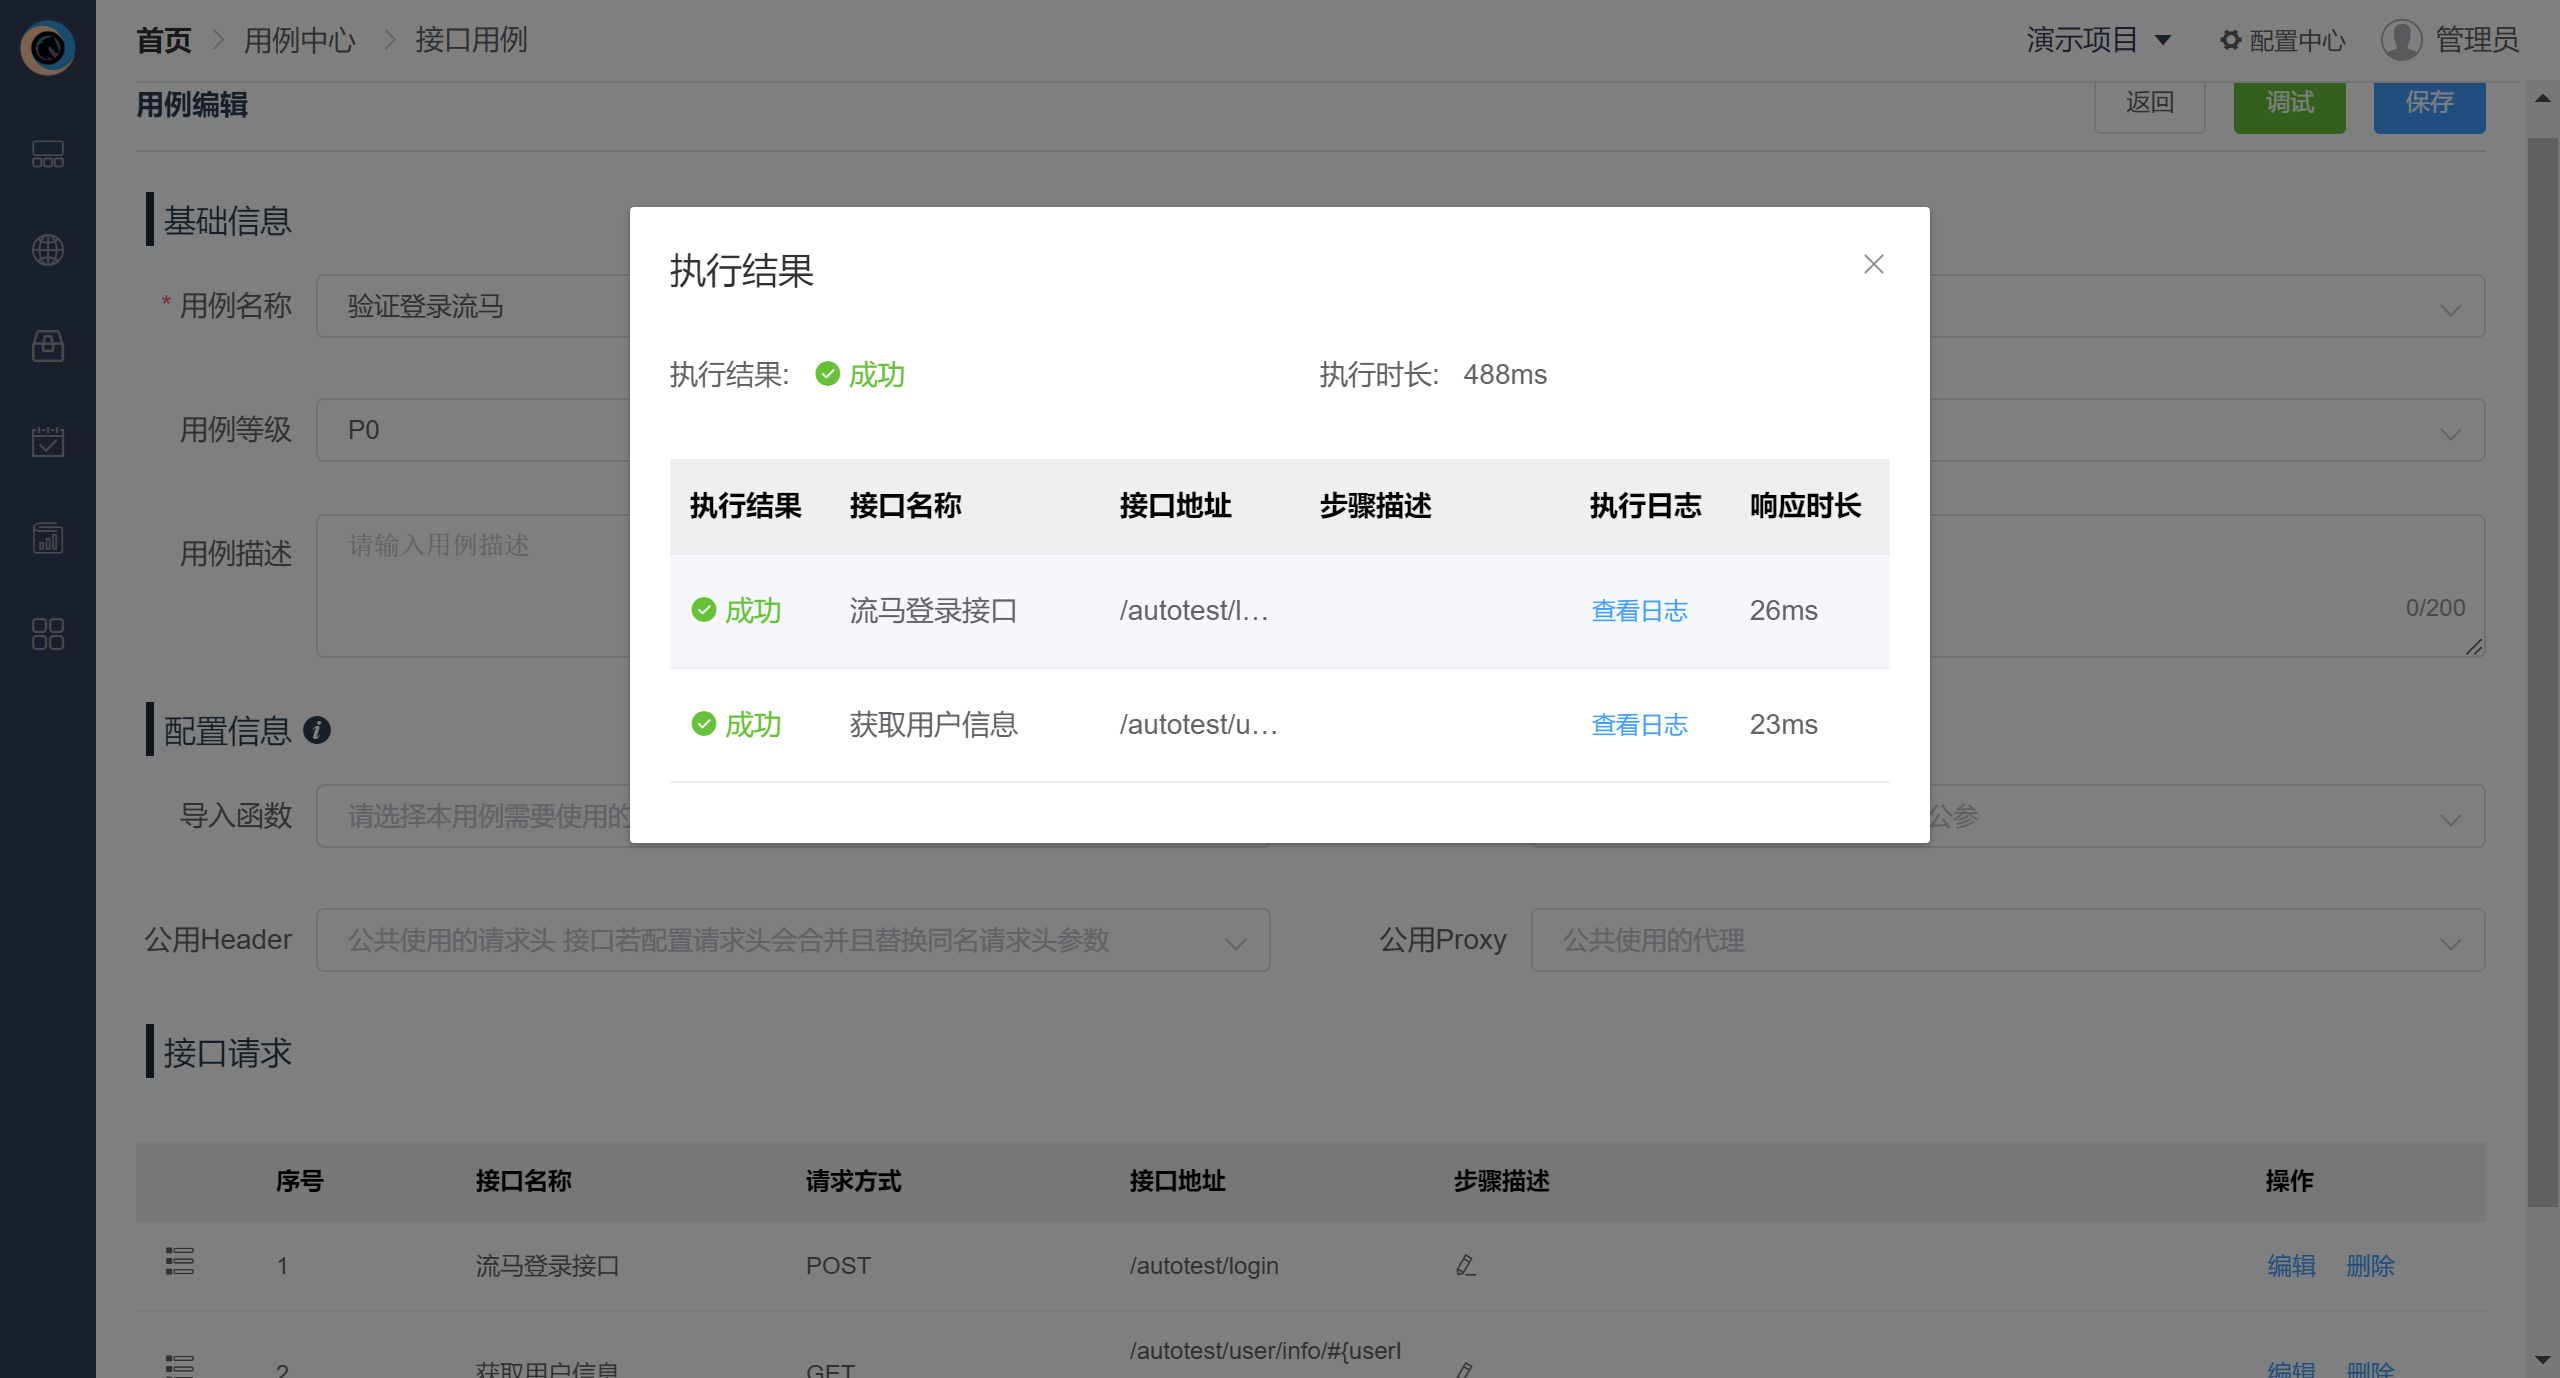 首页 用例中心 接口用例 演示项目 配置中心 管理员
用例编辑 返回 调试 保存
基础信息
* 用例名称 验证登录流马
用例等级 P0
用例描述 请输入用例描述
0/200
配置信息
导入函数 请选择本用例需要使用的
公参
公用Header 公共使用的请求头 接口若配置请求头会合并且替换同名请求头参数 公用Proxy 公共使用的代理
接口请求
序号 接口名称 请求方式 接口地址 步骤描述 操作
1 流马登录接口 POST /autotest/login 编辑 删除
2 获取用户信息 GET /autotest/user/info/#{userI 编辑 删除
执行结果
执行结果: 成功 执行时长: 488ms
执行结果 接口名称 接口地址 步骤描述 执行日志 响应时长
成功 流马登录接口 /autotest/l... 查看日志 26ms
成功 获取用户信息 /autotest/u... 查看日志 23ms